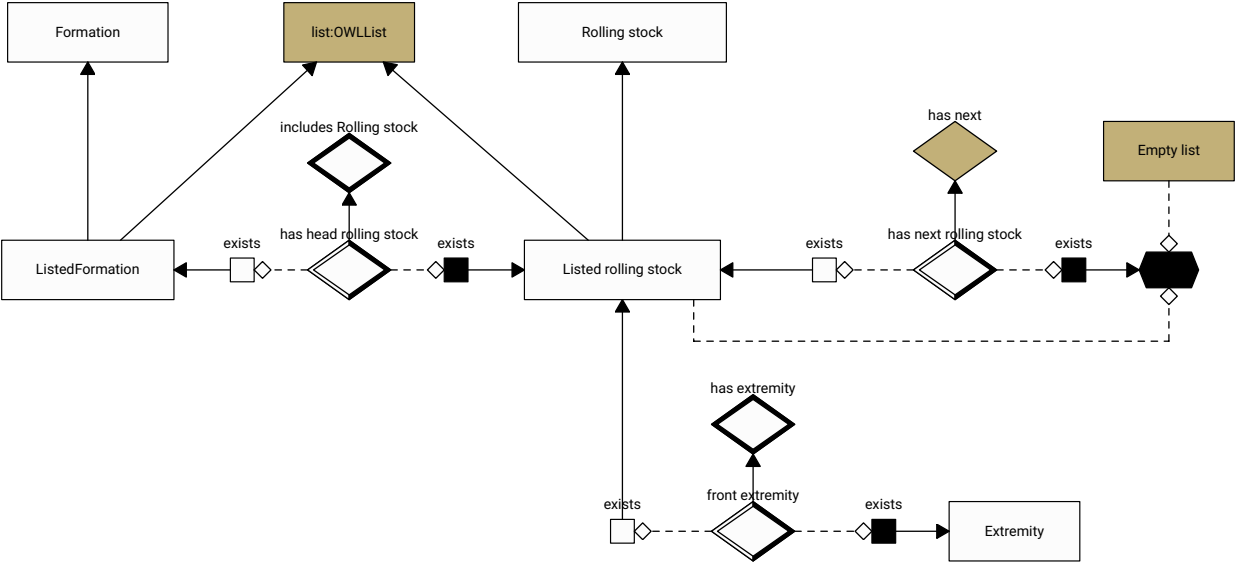 Formation
list:OWLList
Rolling stock
has next
includes Rolling stock
Empty list
exists
has head rolling stock
exists
exists
has next rolling stock
exists
ListedFormation
Listed rolling stock
has extremity
exists
front extremity
exists
Extremity